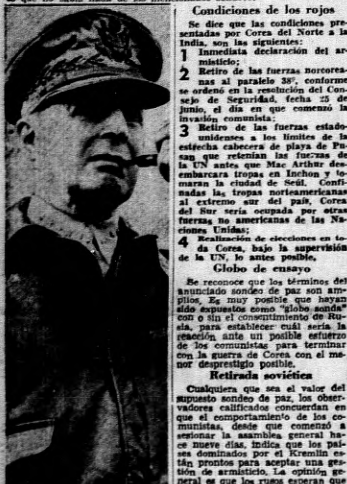 Condiciones de los rojos
Se dice que las condiciones pre-
sentadas por Corea del Norte a la
India, son las siguientes:
1 Inmediata declaración del ar-
misticio;
2 Retiro de las fuerzas norcorea-
nas al paralelo 38º, conforme
se ordenó en la resolución del Con-
sejo de Seguridad, fecha 25 de
junio, el día en que comenzó la
invasión comunista;
3 Retiro de las fuerzas estado-
unidenses a los límites de la
estrecha cabecera de playa de Pu-
san que retenían las fuerzas de
la UN antes que Mac Arthur des-
embarcara tropas en Inchon y to-
maran la ciudad de Seúl. Confi-
nadas las tropas norteamericanas
al extremo sur del país, Corea
del Sur sería ocupada por otras
fuerzas no americanas de las Na-
ciones Unidas;
4 Realización de elecciones en to-
da Corea, bajo la supervisión
de la UN, lo antes posible.
Globo de ensayo
Se reconoce que los términos del
anunciado sondeo de paz son am-
plios. Es muy posible que hayan
sido expuestos como "globo sonda"
con o sin el consentimiento de Ru-
sia, para establecer cuál sería la
reacción ante un posible esfuerzo
de los comunistas para terminar
con la guerra de Corea con el me-
nor desprestigio posible.
Retirada soviética
Cualquiera que sea el valor del
supuesto sondeo de paz, los obser-
vadores calificados concuerdan en
que el comportamiento de los co-
munistas, desde que comenzó a
sesionar la asamblea general ha-
ce nueve días, indica que los paí-
ses dominados por el Kremlin es-
tán prontos para aceptar una ges-
tión de armisticio. La opinión ge-
neral es que los rusos esperan que